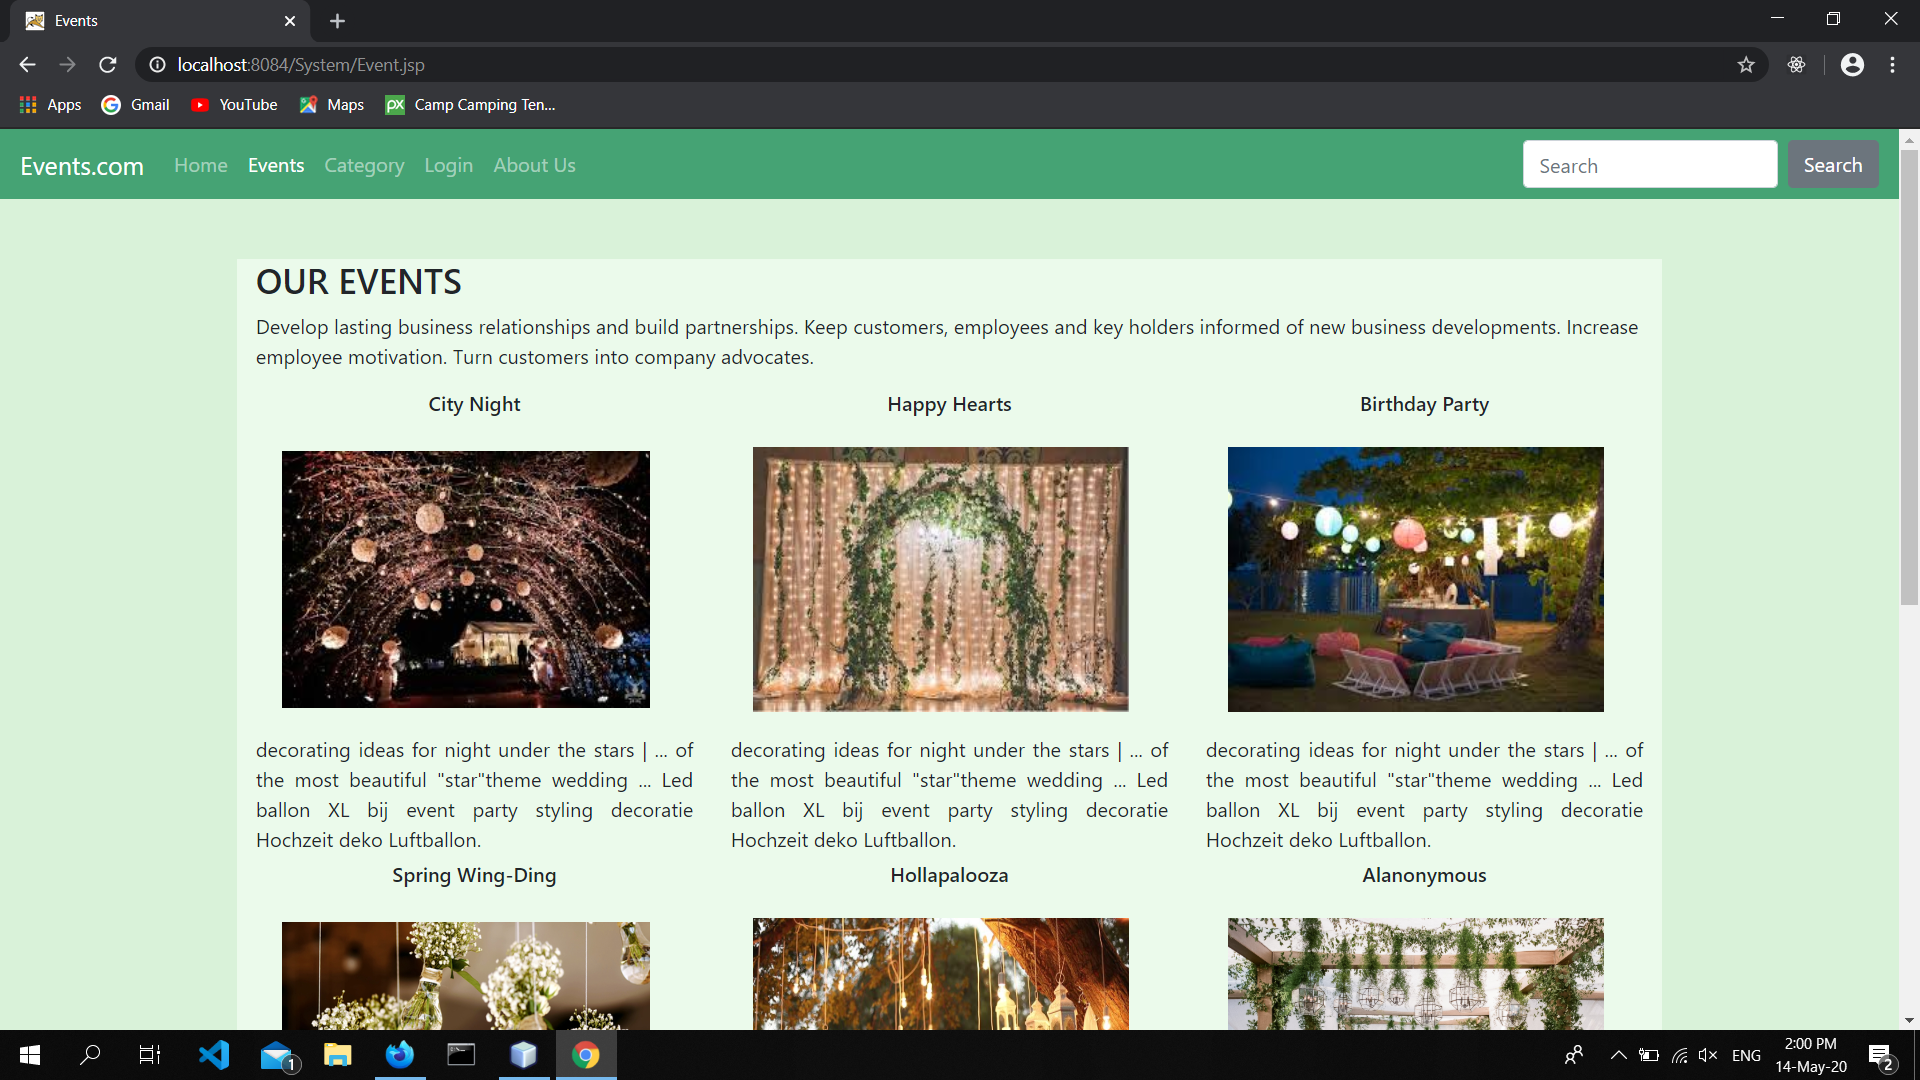 Events
localhost:8084/System/Event.jsp
Apps Gmail YouTube Maps Camp Camping Ten...
Events.com Home Events Category Login About Us Search Search
OUR EVENTS
Develop lasting business relationships and build partnerships. Keep customers, employees and key holders informed of new business developments. Increase
employee motivation. Turn customers into company advocates.
City Night
decorating ideas for night under the stars | ... of
the most beautiful "star"theme wedding ... Led
ballon XL bij event party styling decoratie
Hochzeit deko Luftballon.
Happy Hearts
decorating ideas for night under the stars | ... of
the most beautiful "star"theme wedding ... Led
ballon XL bij event party styling decoratie
Hochzeit deko Luftballon.
Birthday Party
decorating ideas for night under the stars | ... of
the most beautiful "star"theme wedding ... Led
ballon XL bij event party styling decoratie
Hochzeit deko Luftballon.
Spring Wing-Ding
Hollapalooza
Alanonymous
1
ENG
2:00 PM
14-May-20
2